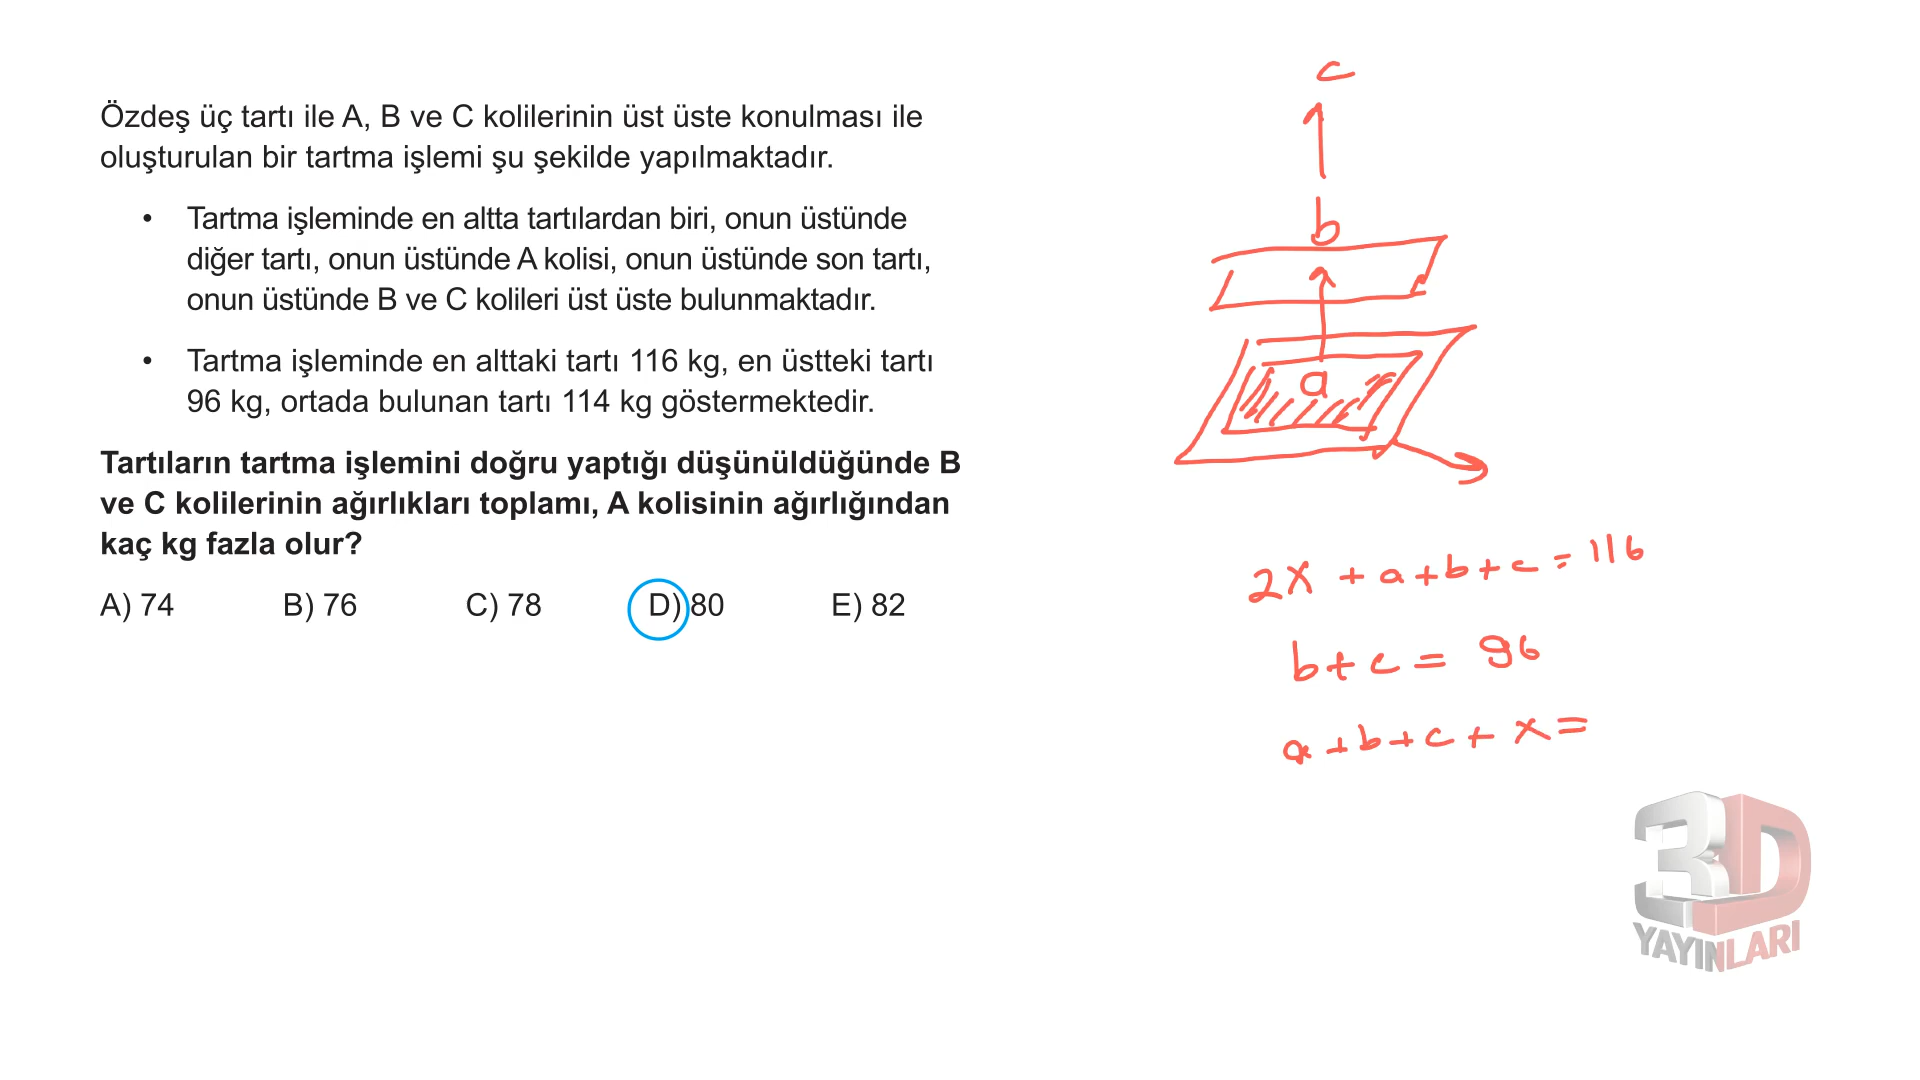 Özdeş üç tartı ile A, B ve C kolilerinin üst üste konulması ile
oluşturulan bir tartma işlemi şu şekilde yapılmaktadır.
• Tartma işleminde en altta tartılardan biri, onun üstünde
diğer tartı, onun üstünde A kolisi, onun üstünde son tartı,
onun üstünde B ve C kolileri üst üste bulunmaktadır.
• Tartma işleminde en alttaki tartı 116 kg, en üstteki tartı
96 kg, ortada bulunan tartı 114 kg göstermektedir.
Tartıların tartma işlemini doğru yaptığı düşünüldüğünde B
ve C kolilerinin ağırlıkları toplamı, A kolisinin ağırlığından
kaç kg fazla olur?
A) 74 B) 76 C) 78 D) 80 E) 82
c
b
a
2x + a + b + c = 116
b + c = 96
a + b + c + x =
3D
YAYINLARI